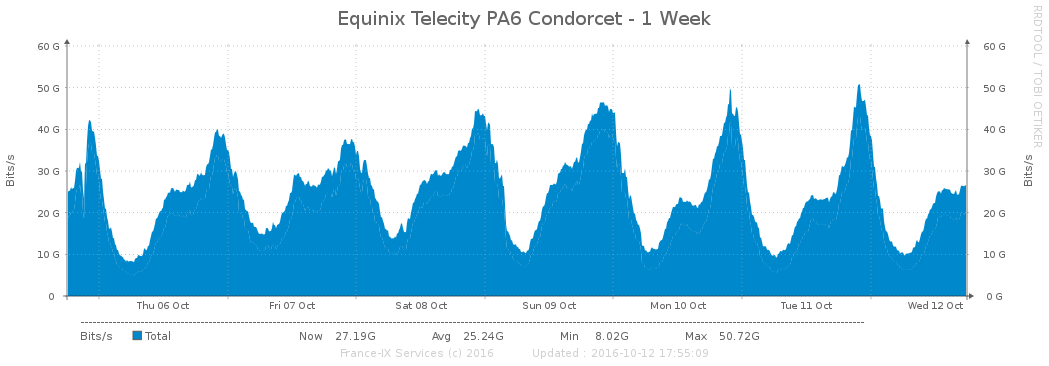 Equinix Telecity PA6 Condorcet - 1 Week
RRDTOOL / TOBI OETIKER
Bits/s
60 G 60 G
50 G 50 G
40 G 40 G
30 G 30 G
20 G 20 G
10 G 10 G
0 0 G
Bits/s
Thu 06 Oct Fri 07 Oct Sat 08 Oct Sun 09 Oct Mon 10 Oct Tue 11 Oct Wed 12 Oct
Bits/s Total Now 27.19G Avg 25.24G Min 8.02G Max 50.72G
France-IX Services (c) 2016 Updated : 2016-10-12 17:55:09